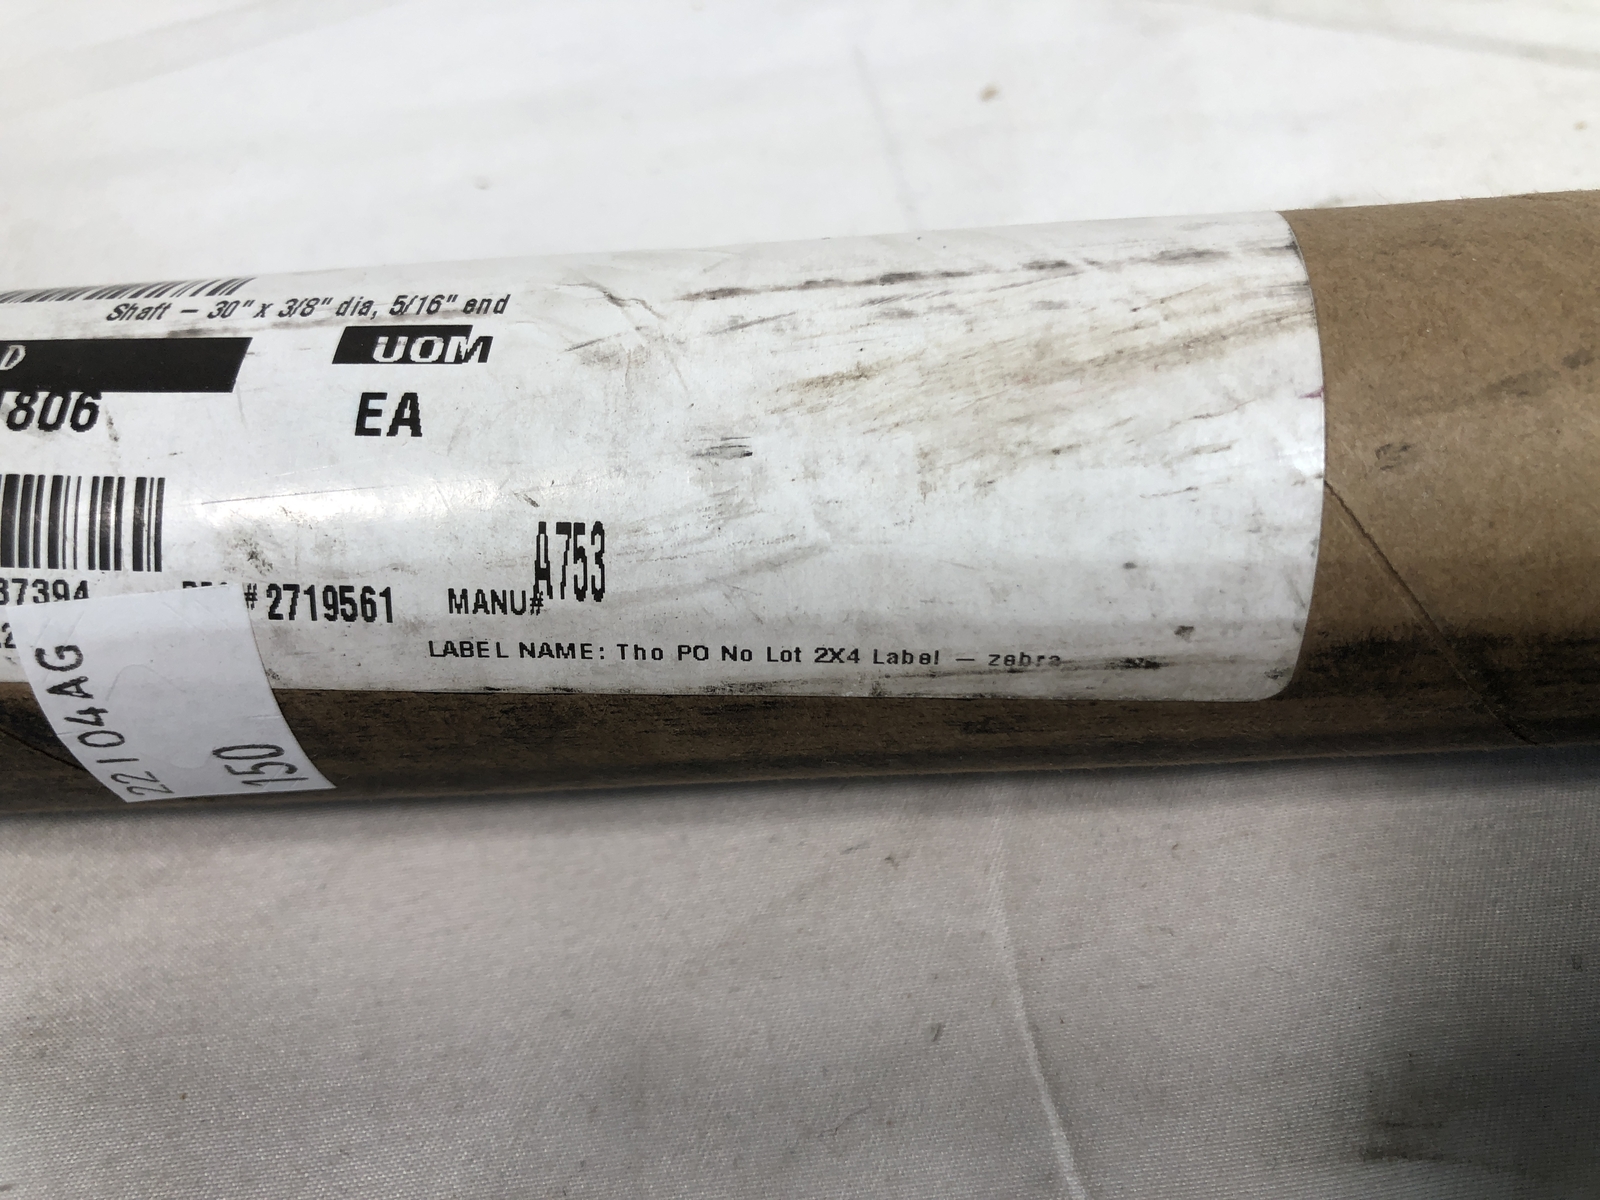 Shaft – 30" x 3/8" dia, 5/16" end
D
UOM
806
EA
A753
37394
# 2719561
MANU#
LABEL NAME: Tho PO No Lot 2X4 Label – zebra
22104AG
150